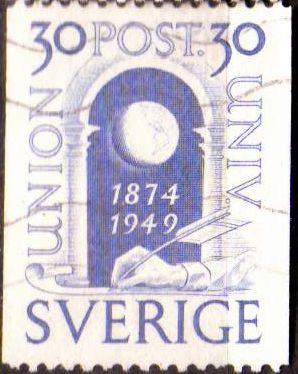 30 POST. 30
UNION
UNIV.
1874
1949
SVERIGE